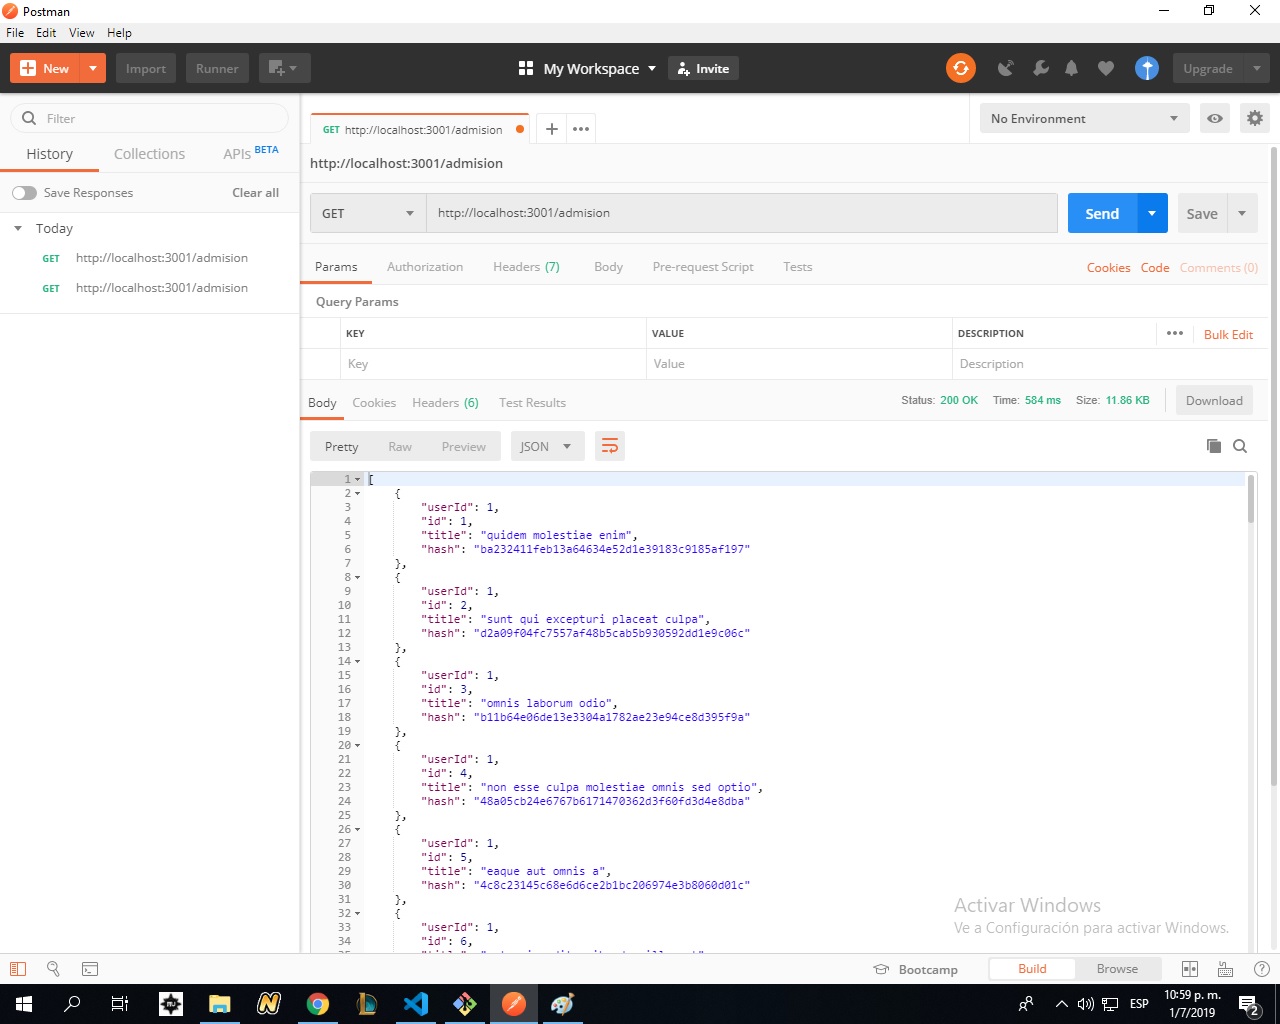 Postman
File Edit View Help
New Import Runner My Workspace Invite Upgrade
Filter
History Collections APIs BETA
Save Responses Clear all
Today
GET http://localhost:3001/admision
GET http://localhost:3001/admision
GET http://localhost:3001/admision
No Environment
http://localhost:3001/admision
GET http://localhost:3001/admision Send Save
Params Authorization Headers (7) Body Pre-request Script Tests Cookies Code Comments (0)
Query Params
KEY VALUE DESCRIPTION Bulk Edit
Key Value Description
Body Cookies Headers (6) Test Results Status: 200 OK Time: 584 ms Size: 11.86 KB Download
Pretty Raw Preview JSON
1 [
2 {
3 "userId": 1,
4 "id": 1,
5 "title": "quidem molestiae enim",
6 "hash": "ba232411feb13a64634e52d1e39183c9185af197"
7 },
8 {
9 "userId": 1,
10 "id": 2,
11 "title": "sunt qui excepturi placeat culpa",
12 "hash": "d2a09f04fc7557af48b5cab5b930592dd1e9c06c"
13 },
14 {
15 "userId": 1,
16 "id": 3,
17 "title": "omnis laborum odio",
18 "hash": "b11b64e06de13e3304a1782ae23e94ce8d395f9a"
19 },
20 {
21 "userId": 1,
22 "id": 4,
23 "title": "non esse culpa molestiae omnis sed optio",
24 "hash": "48a05cb24e6767b6171470362d3f60fd3d4e8dba"
25 },
26 {
27 "userId": 1,
28 "id": 5,
29 "title": "eaque aut omnis a",
30 "hash": "4c8c23145c68e6d6ce2b1bc206974e3b8060d01c"
31 },
32 {
33 "userId": 1,
34 "id": 6,
Activar Windows
Ve a Configuración para activar Windows.
Bootcamp Build Browse
ESP
10:59 p. m.
1/7/2019
2